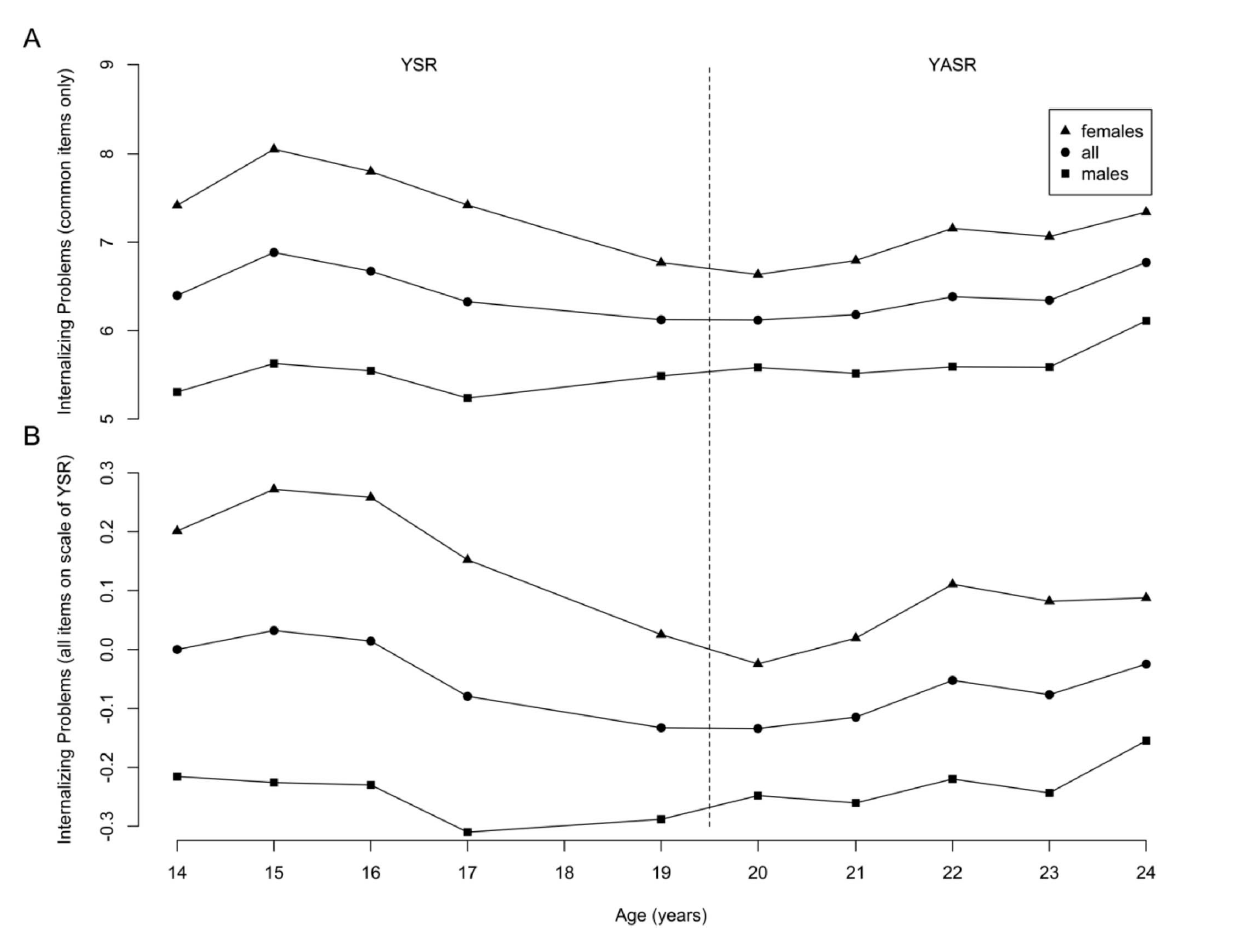 A
YSR
YASR
Internalizing Problems (common items only)
9
8
7
6
5
females
all
males
B
Internalizing Problems (all items on scale of YSR)
0.3
0.2
0.1
0.0
-0.1
-0.2
-0.3
14 15 16 17 18 19 20 21 22 23 24
Age (years)